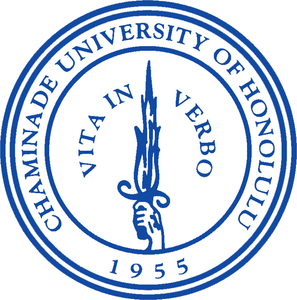 CHAMINADE UNIVERSITY OF HONOLULU
VITA IN VERBO
1955